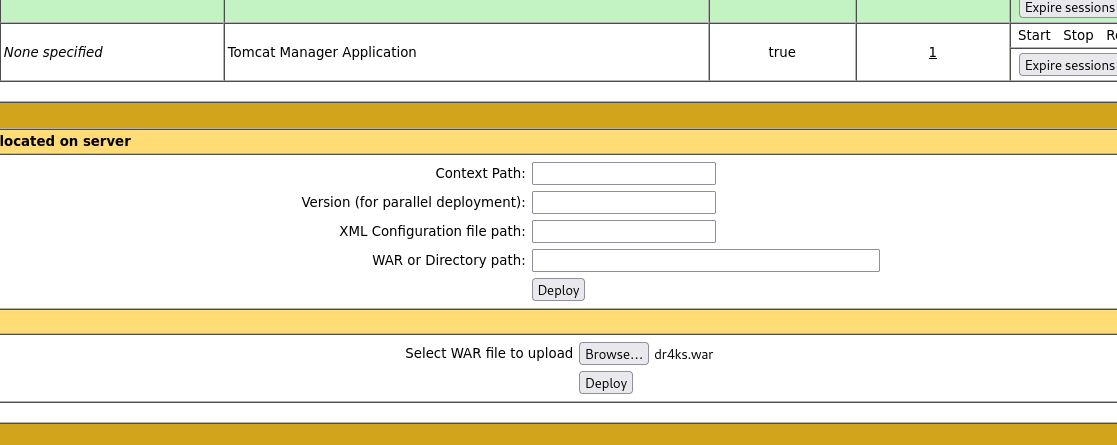 Expire sessions
None specified Tomcat Manager Application true 1 Start Stop
Expire sessions
located on server
Context Path:
Version (for parallel deployment):
XML Configuration file path:
WAR or Directory path:
Deploy
Select WAR file to upload Browse... dr4ks.war
Deploy